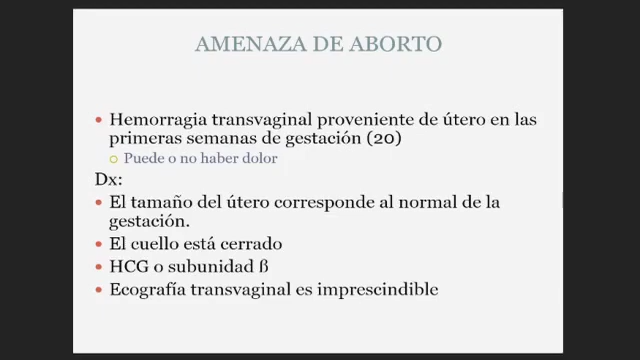 AMENAZA DE ABORTO
Hemorragia transvaginal proveniente de útero en las
primeras semanas de gestación (20)
Puede o no haber dolor
Dx:
El tamaño del útero corresponde al normal de la
gestación.
El cuello está cerrado
HCG o subunidad ß
Ecografía transvaginal es imprescindible